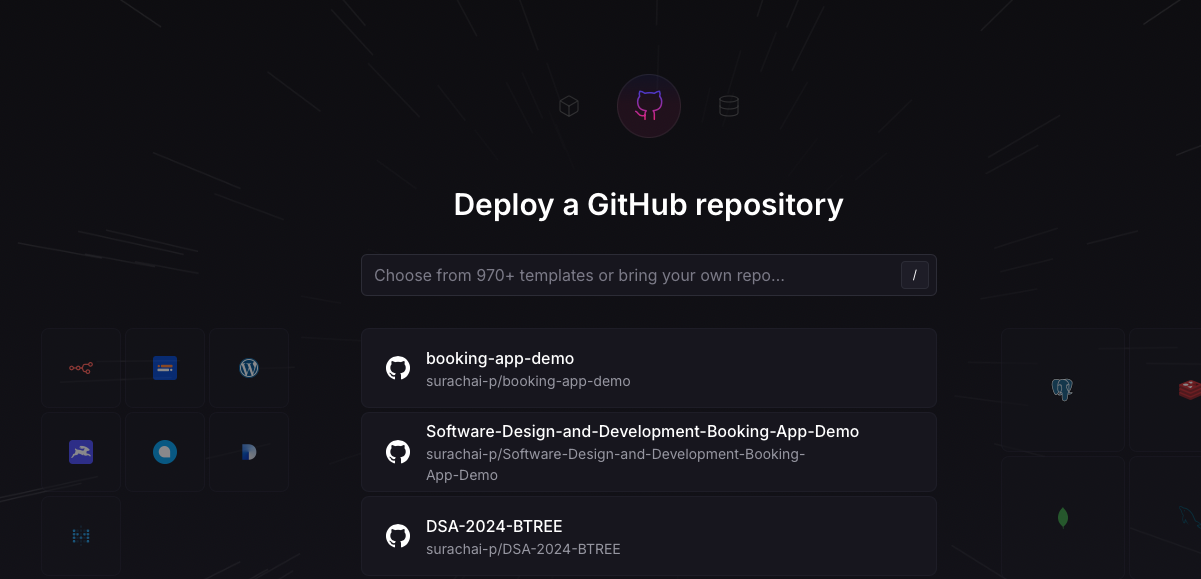 Deploy a GitHub repository
Choose from 970+ templates or bring your own repo...
/
booking-app-demo
surachai-p/booking-app-demo
Software-Design-and-Development-Booking-App-Demo
surachai-p/Software-Design-and-Development-Booking-
App-Demo
DSA-2024-BTREE
surachai-p/DSA-2024-BTREE